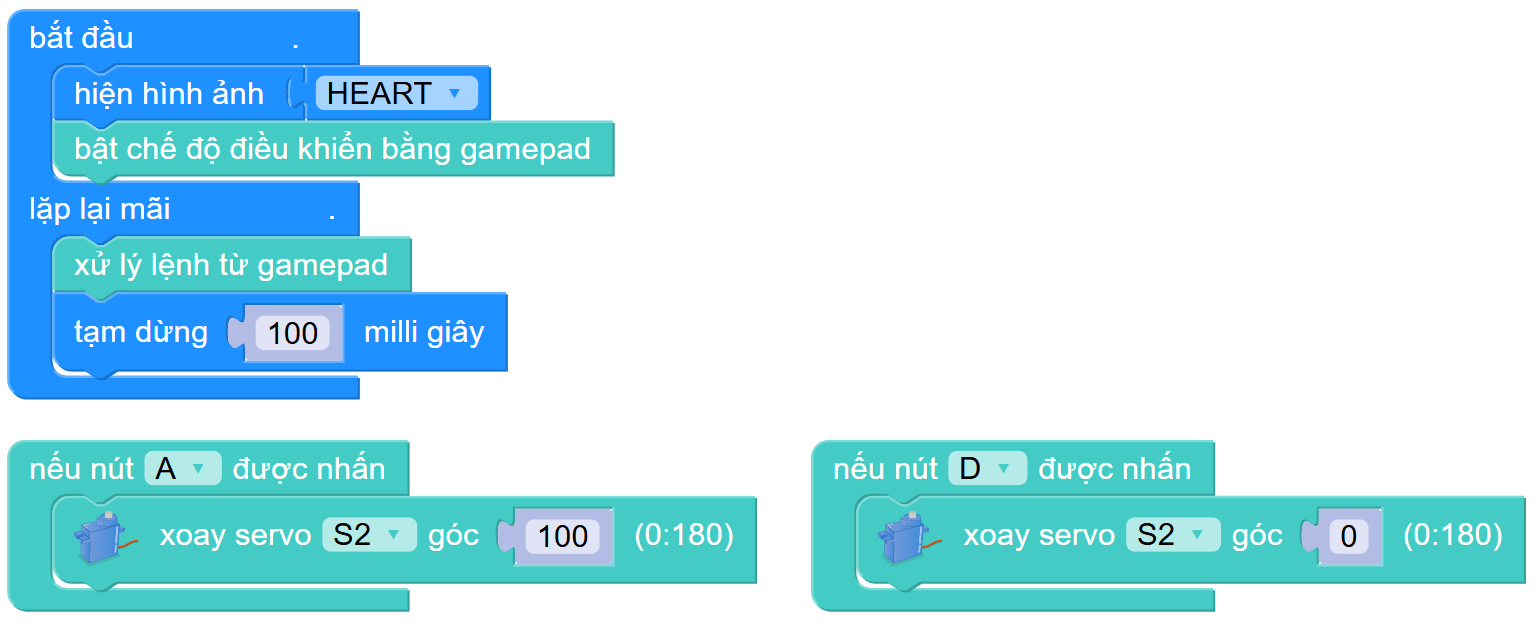 bắt đầu .
hiện hình ảnh HEART
bật chế độ điều khiển bằng gamepad
lặp lại mãi .
xử lý lệnh từ gamepad
tạm dừng 100 milli giây
nếu nút A được nhấn
xoay servo S2 góc 100 (0:180)
nếu nút D được nhấn
xoay servo S2 góc 0 (0:180)